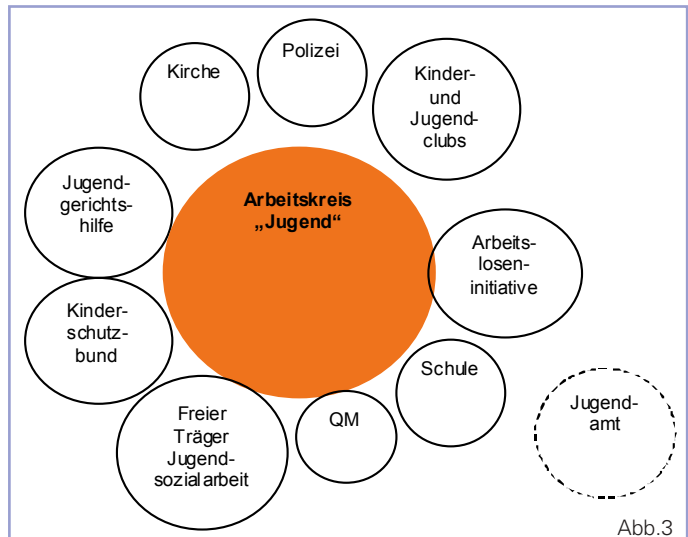 Polizei
Kirche
Kinder-
und
Jugend-
clubs
Jugend-
gerichts-
hilfe
Arbeitskreis
„Jugend“
Arbeits-
losen-
initiative
Kinder-
schutz-
bund
Schule
Freier
Träger
Jugend-
sozialarbeit
QM
Jugend-
amt
Abb.3